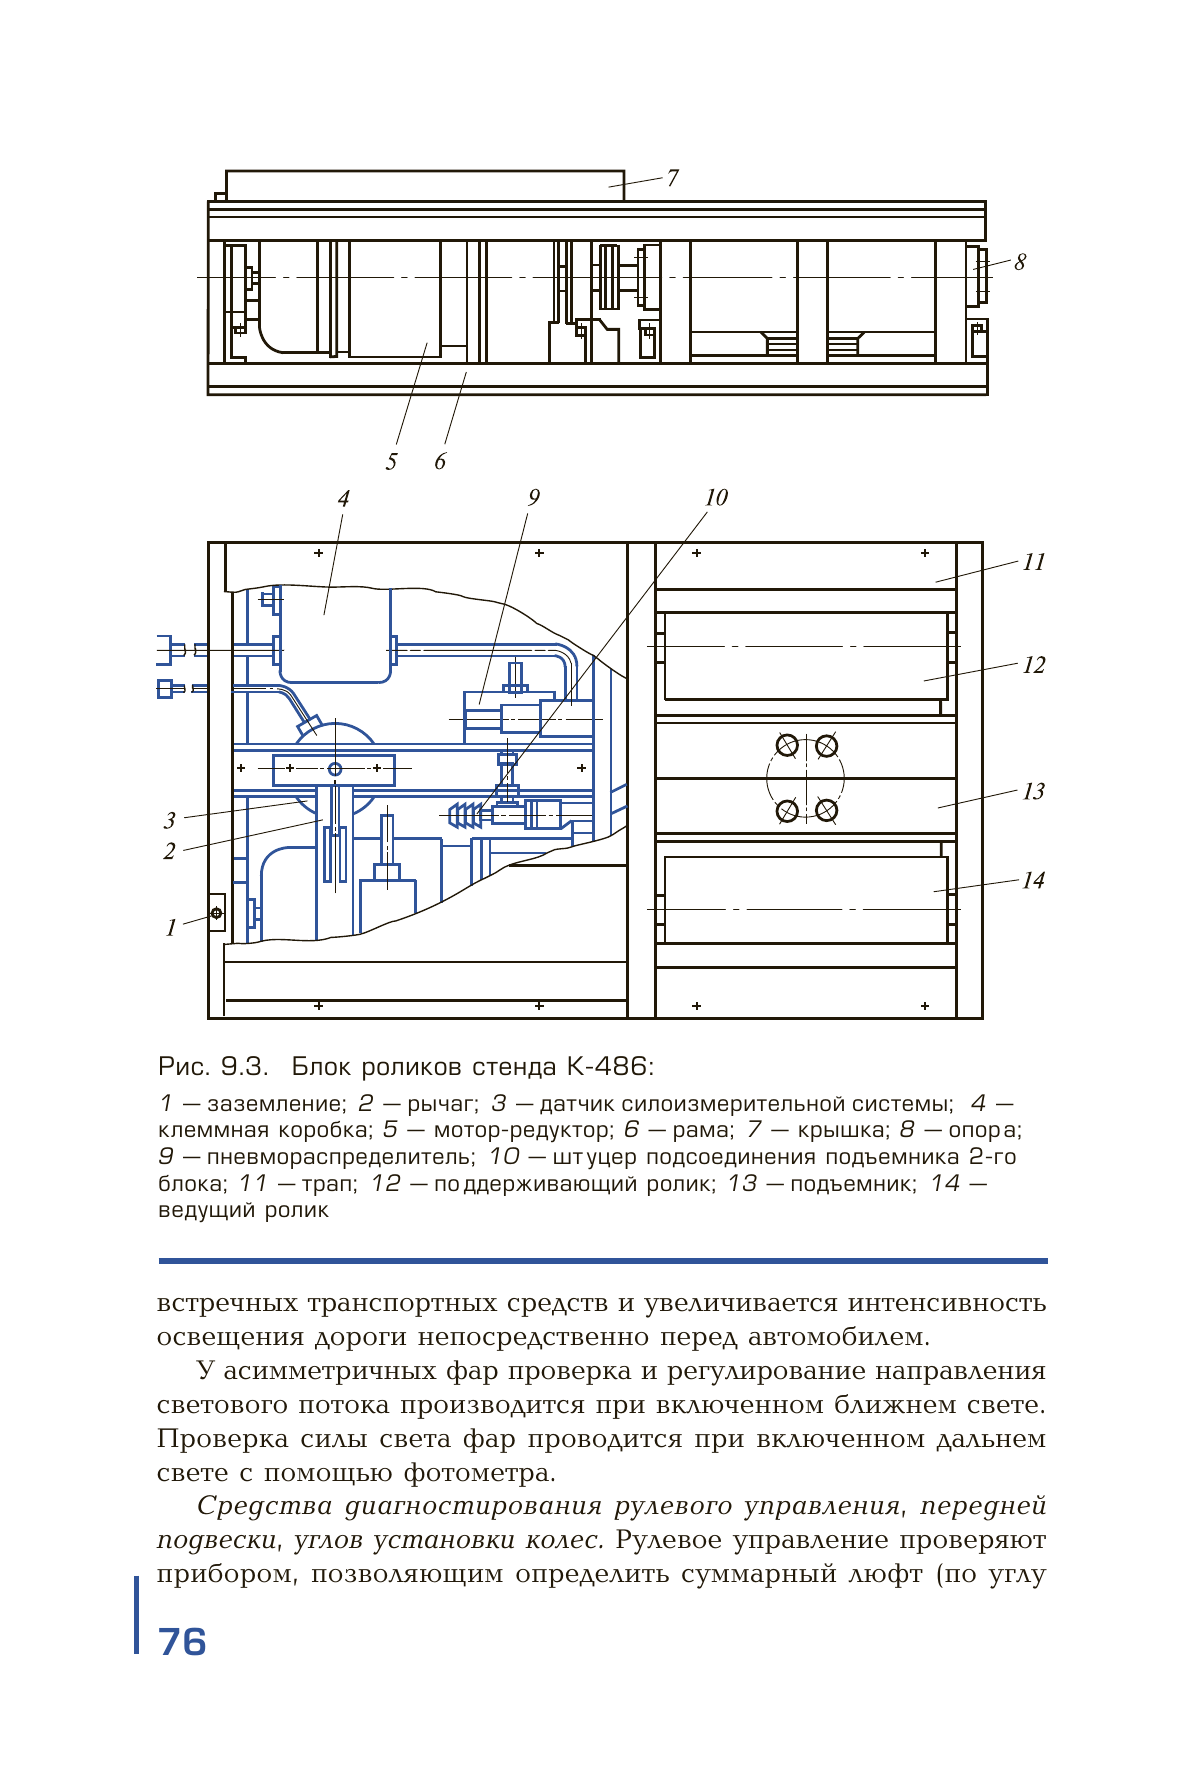 7
8
5 6
4 9 10
11
12
13
3
2
14
1
Рис. 9.3. Блок роликов стенда К-486:
1 — заземление; 2 — рычаг; 3 — датчик силоизмерительной системы; 4 —
клеммная коробка; 5 — мотор-редуктор; 6 — рама; 7 — крышка; 8 — опора;
9 — пневмораспределитель; 10 — штуцер подсоединения подъемника 2-го
блока; 11 — трап; 12 — поддерживающий ролик; 13 — подъемник; 14 —
ведущий ролик
встречных транспортных средств и увеличивается интенсивность
освещения дороги непосредственно перед автомобилем.
У асимметричных фар проверка и регулирование направления
светового потока производится при включенном ближнем свете.
Проверка силы света фар проводится при включенном дальнем
свете с помощью фотометра.
Средства диагностирования рулевого управления, передней
подвески, углов установки колес. Рулевое управление проверяют
прибором, позволяющим определить суммарный люфт (по углу
76